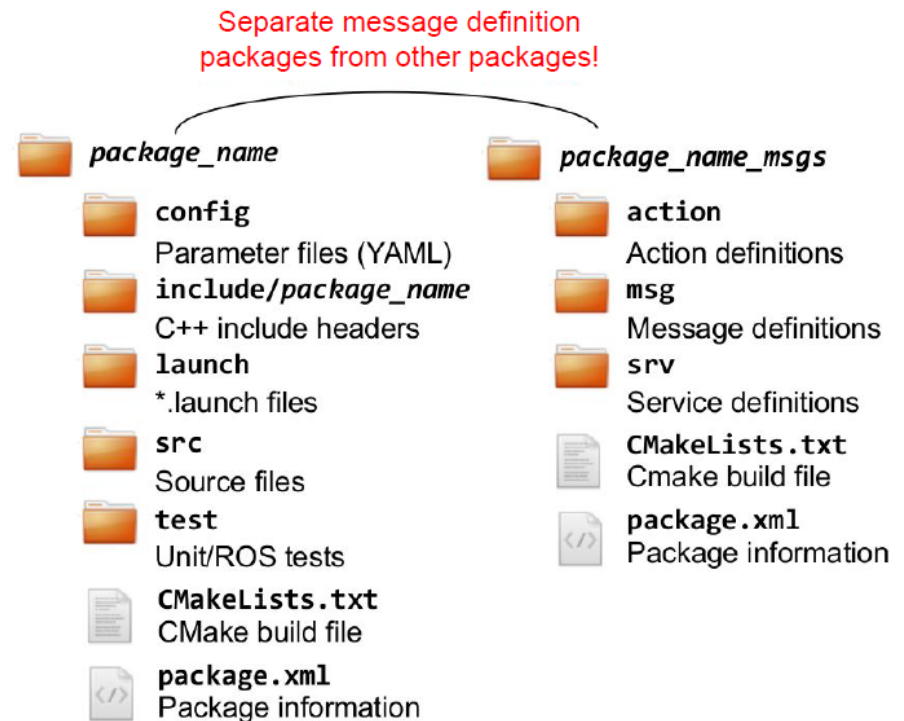 Separate message definition
packages from other packages!
package_name
config
Parameter files (YAML)
include/package_name
C++ include headers
launch
*.launch files
src
Source files
test
Unit/ROS tests
CMakeLists.txt
CMake build file
package.xml
Package information
package_name_msgs
action
Action definitions
msg
Message definitions
srv
Service definitions
CMakeLists.txt
Cmake build file
package.xml
Package information